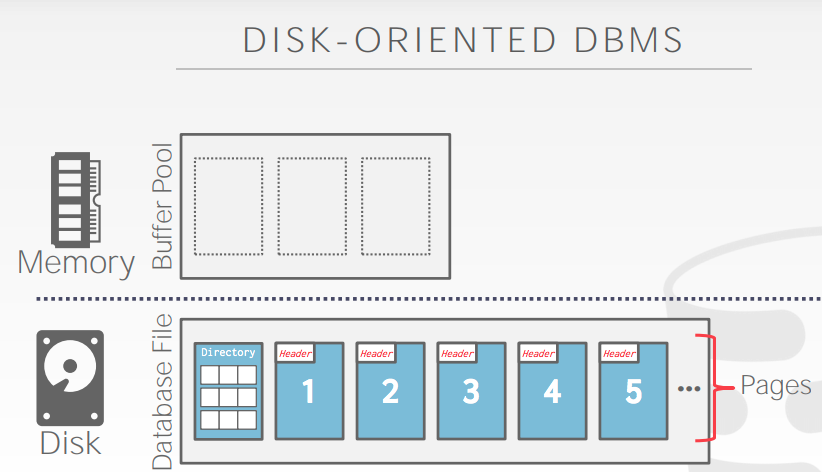 DISK-ORIENTED DBMS
Buffer Pool
Memory
Database File
Directory
Header
Header
Header
Header
Header
1
2
3
4
5
...
Pages
Disk